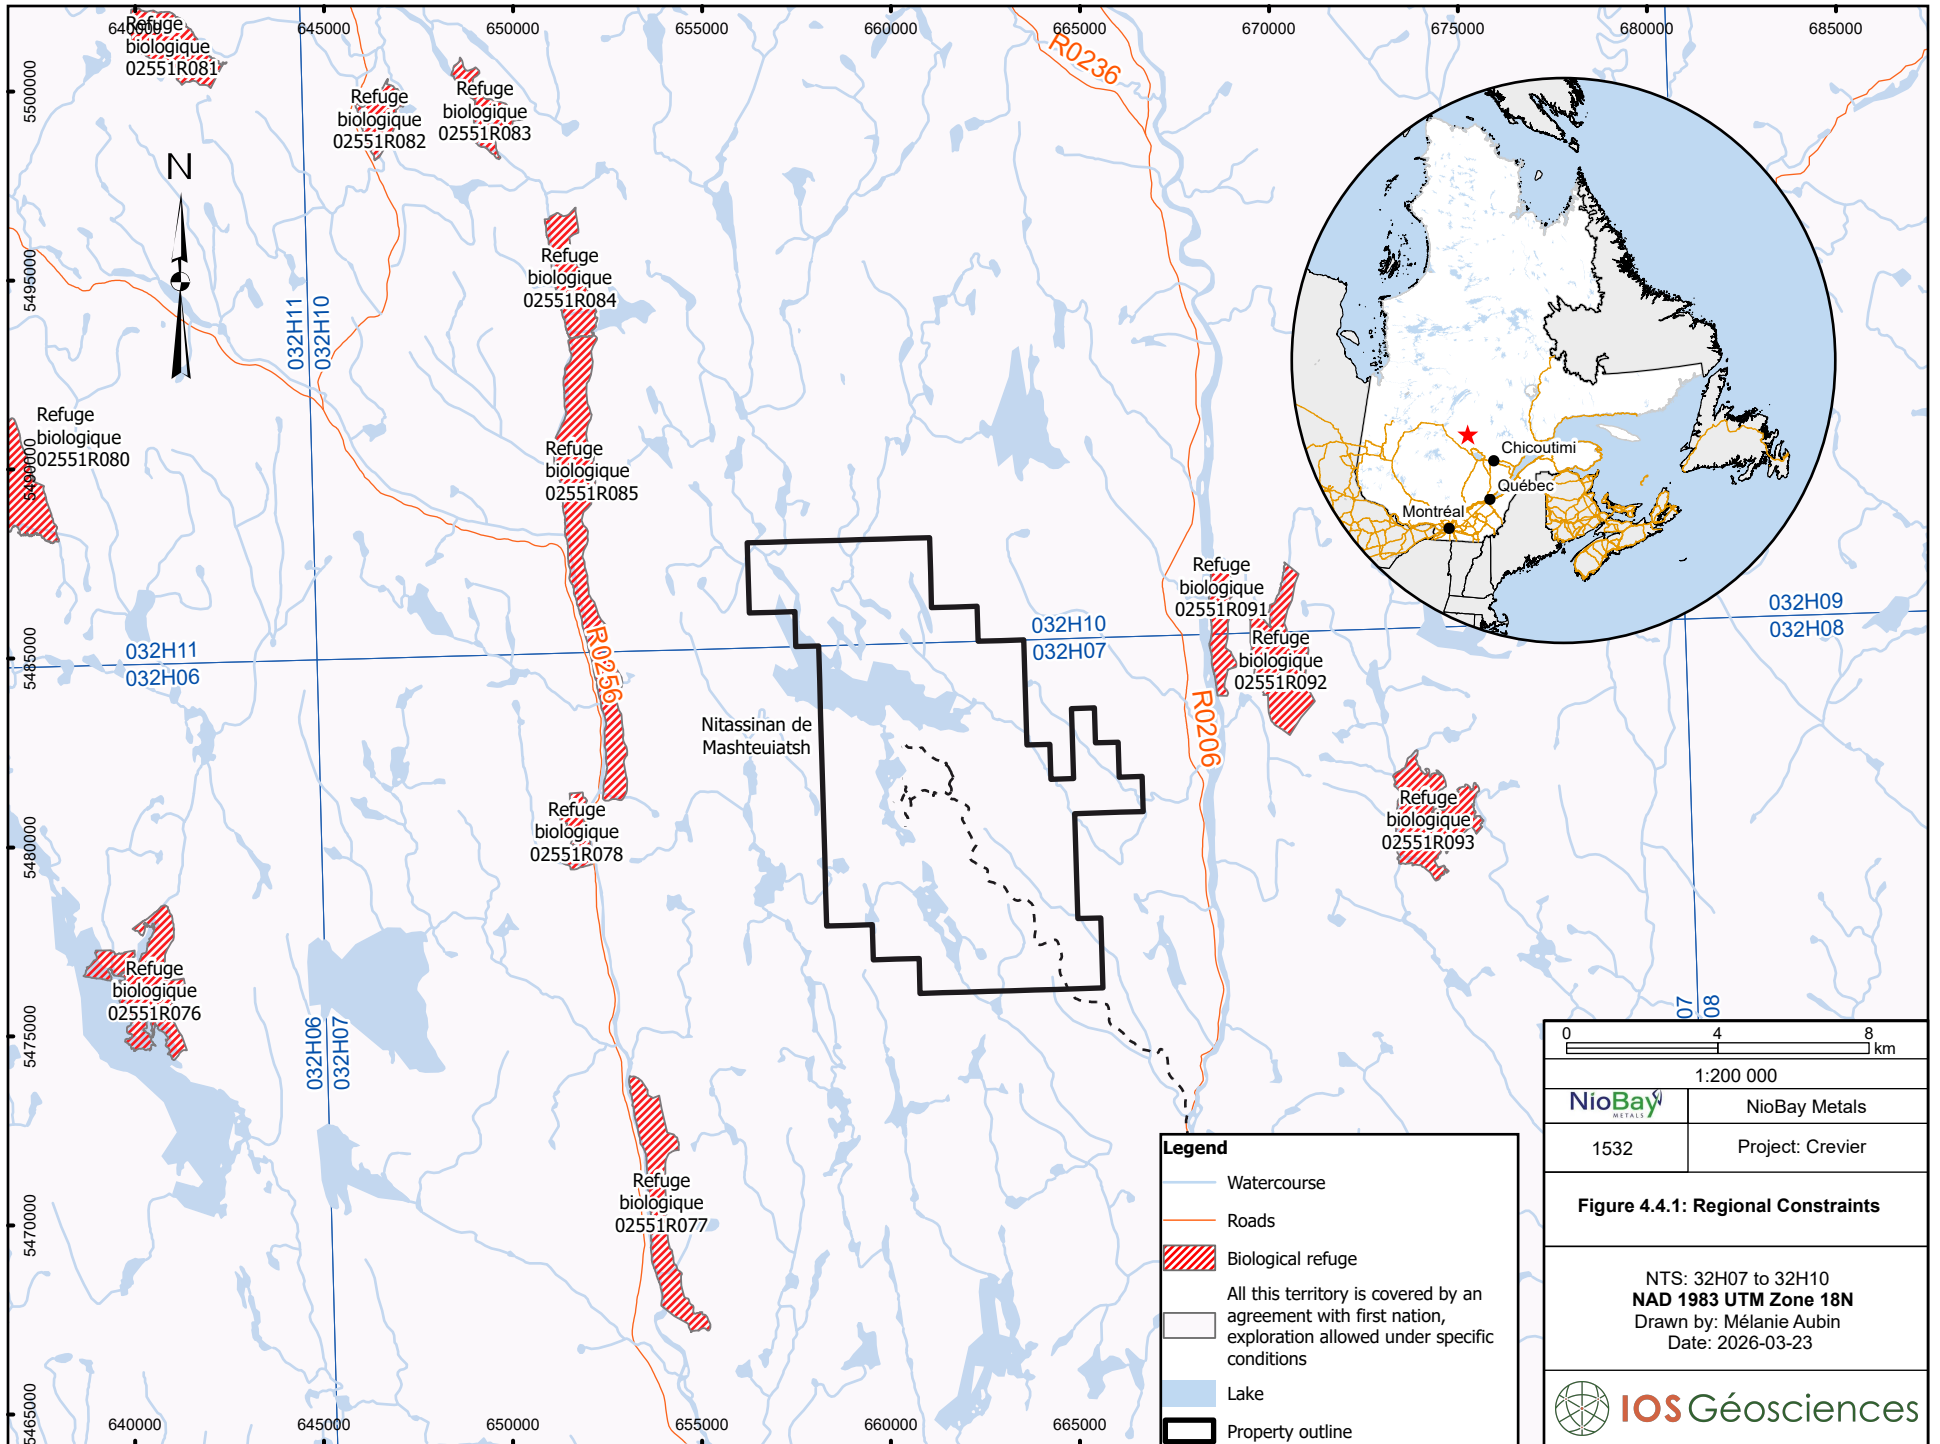 640000
645000
650000
655000
660000
665000
670000
675000
680000
685000
5500000
5495000
5490000
5485000
5480000
5475000
5470000
5465000
Refuge
biologique
02551R081
Refuge
biologique
02551R082
Refuge
biologique
02551R083
R0236
N
Refuge
biologique
02551R084
032H11
032H10
Refuge
biologique
02551R080
Refuge
biologique
02551R085
Chicoutimi
Québec
Montréal
Refuge
biologique
02551R091
032H10
032H07
032H09
032H08
032H11
032H06
R0256
Refuge
biologique
02551R092
R0206
Nitassinan de
Mashteuiatsh
Refuge
biologique
02551R078
Refuge
biologique
02551R093
Refuge
biologique
02551R076
032H06
032H07
07
08
Refuge
biologique
02551R077
Legend
Watercourse
Roads
Biological refuge
All this territory is covered by an
agreement with first nation,
exploration allowed under specific
conditions
Lake
Property outline
0 4 8
km
1:200 000
NioBay
METALS
NioBay Metals
1532
Project: Crevier
Figure 4.4.1: Regional Constraints
NTS: 32H07 to 32H10
NAD 1983 UTM Zone 18N
Drawn by: Mélanie Aubin
Date: 2026-03-23
IOS Géosciences
640000
645000
650000
655000
660000
665000